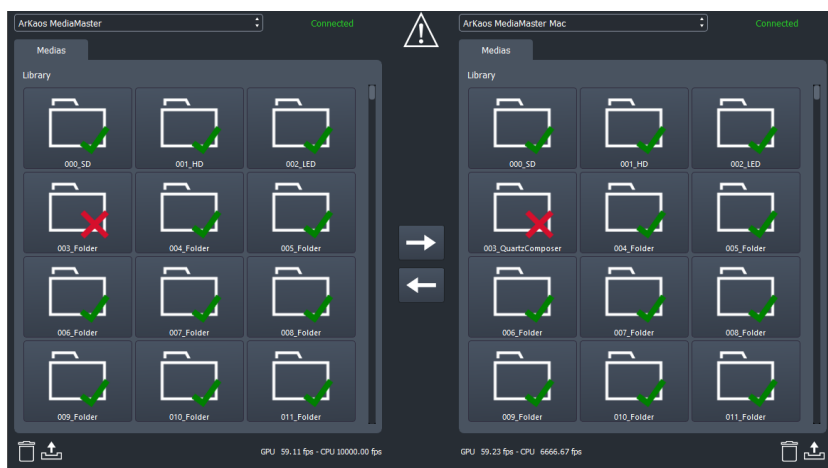 ArKaos MediaMaster
Connected
Medias
Library
000_SD
001_HD
002_LED
003_Folder
004_Folder
005_Folder
006_Folder
007_Folder
008_Folder
009_Folder
010_Folder
011_Folder
GPU 59.11 fps - CPU 10000.00 fps
ArKaos MediaMaster Mac
Connected
Medias
Library
000_SD
001_HD
002_LED
003_QuartzComposer
004_Folder
005_Folder
006_Folder
007_Folder
008_Folder
009_Folder
010_Folder
011_Folder
GPU 59.23 fps - CPU 6666.67 fps